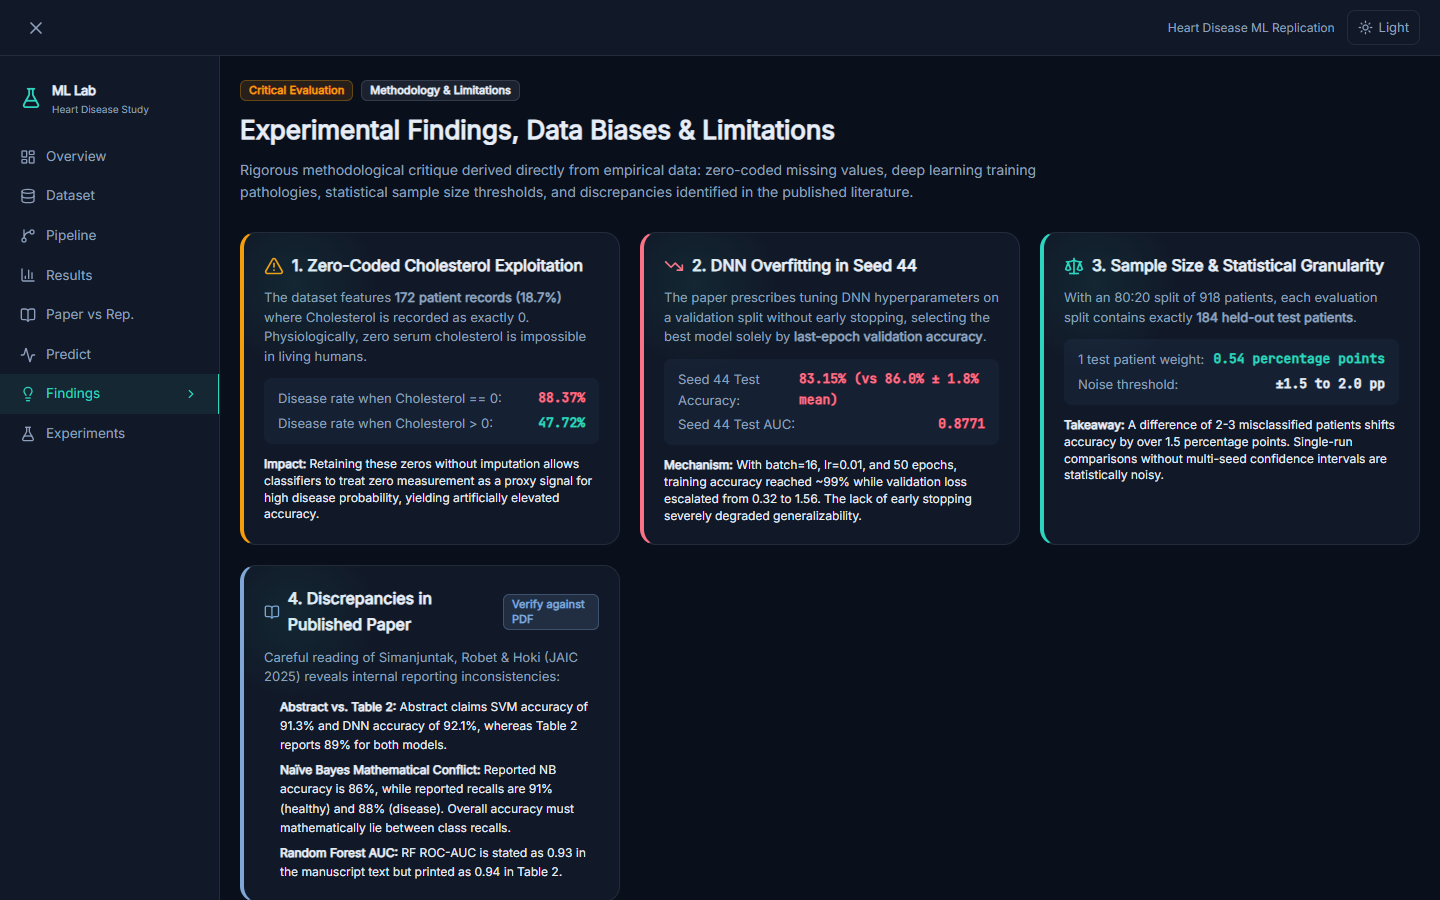 Heart Disease ML Replication
Light
ML Lab
Heart Disease Study
Overview
Dataset
Pipeline
Results
Paper vs Rep.
Predict
Findings
Experiments
Critical Evaluation
Methodology & Limitations
Experimental Findings, Data Biases & Limitations
Rigorous methodological critique derived directly from empirical data: zero-coded missing values, deep learning training
pathologies, statistical sample size thresholds, and discrepancies identified in the published literature.
1. Zero-Coded Cholesterol Exploitation
The dataset features 172 patient records (18.7%)
where Cholesterol is recorded as exactly 0.
Physiologically, zero serum cholesterol is impossible
in living humans.
Disease rate when Cholesterol == 0: 88.37%
Disease rate when Cholesterol > 0: 47.72%
Impact: Retaining these zeros without imputation allows
classifiers to treat zero measurement as a proxy signal for
high disease probability, yielding artificially elevated
accuracy.
2. DNN Overfitting in Seed 44
The paper prescribes tuning DNN hyperparameters on
a validation split without early stopping, selecting the
best model solely by last-epoch validation accuracy.
Seed 44 Test
Accuracy:
83.15% (vs 86.0% ± 1.8%
mean)
Seed 44 Test AUC: 0.8771
Mechanism: With batch=16, lr=0.01, and 50 epochs,
training accuracy reached ~99% while validation loss
escalated from 0.32 to 1.56. The lack of early stopping
severely degraded generalizability.
3. Sample Size & Statistical Granularity
With an 80:20 split of 918 patients, each evaluation
split contains exactly 184 held-out test patients.
1 test patient weight: 0.54 percentage points
Noise threshold: ±1.5 to 2.0 pp
Takeaway: A difference of 2-3 misclassified patients shifts
accuracy by over 1.5 percentage points. Single-run
comparisons without multi-seed confidence intervals are
statistically noisy.
4. Discrepancies in
Published Paper
Verify against
PDF
Careful reading of Simanjuntak, Robet & Hoki (JAIC
2025) reveals internal reporting inconsistencies:
Abstract vs. Table 2: Abstract claims SVM accuracy of
91.3% and DNN accuracy of 92.1%, whereas Table 2
reports 89% for both models.
Naïve Bayes Mathematical Conflict: Reported NB
accuracy is 86%, while reported recalls are 91%
(healthy) and 88% (disease). Overall accuracy must
mathematically lie between class recalls.
Random Forest AUC: RF ROC-AUC is stated as 0.93 in
the manuscript text but printed as 0.94 in Table 2.